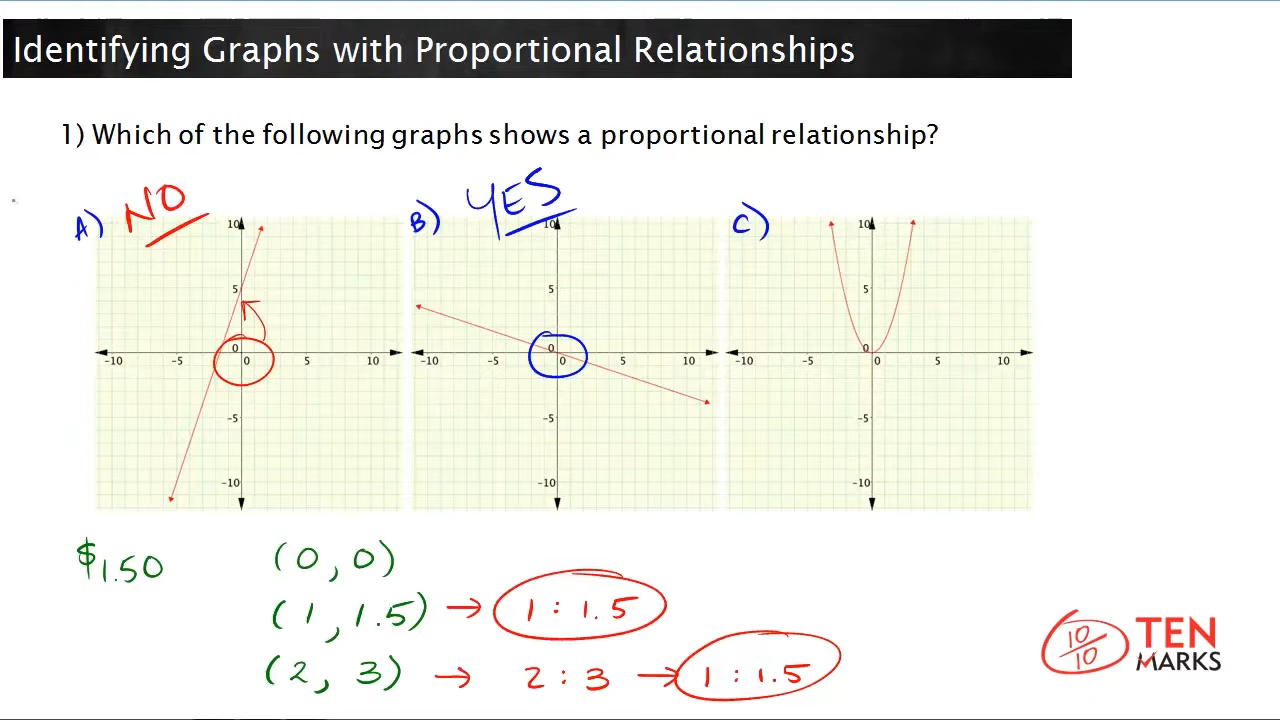 Identifying Graphs with Proportional Relationships
1) Which of the following graphs shows a proportional relationship?
A) NO
B) YES
C)
10
5
0
-10 -5 0 5 10
-5
-10
10
5
0
-10 -5 0 5 10
-5
-10
10
5
0
-10 -5 0 5 10
-5
-10
$1.50
(0, 0)
(1, 1.5) → 1 : 1.5
(2, 3) → 2 : 3 → 1 : 1.5
10/10
TEN
MARKS